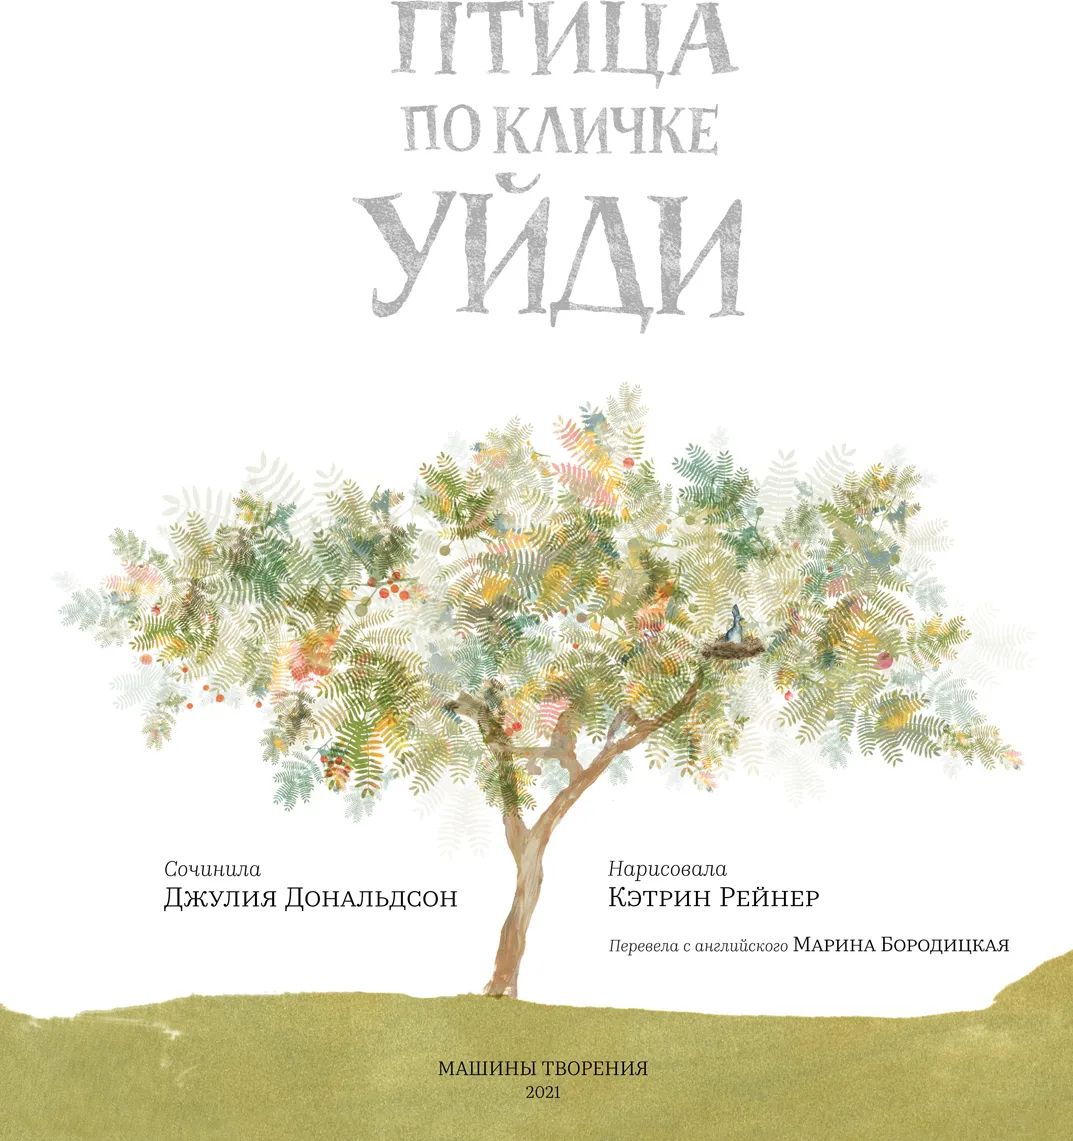 ПТИЦА
ПО КЛИЧКЕ
УЙДИ
Сочинила
Джулия Дональдсон
Нарисовала
Кэтрин Рейнер
Перевела с английского Марина Бородицкая
МАШИНЫ ТВОРЕНИЯ
2021